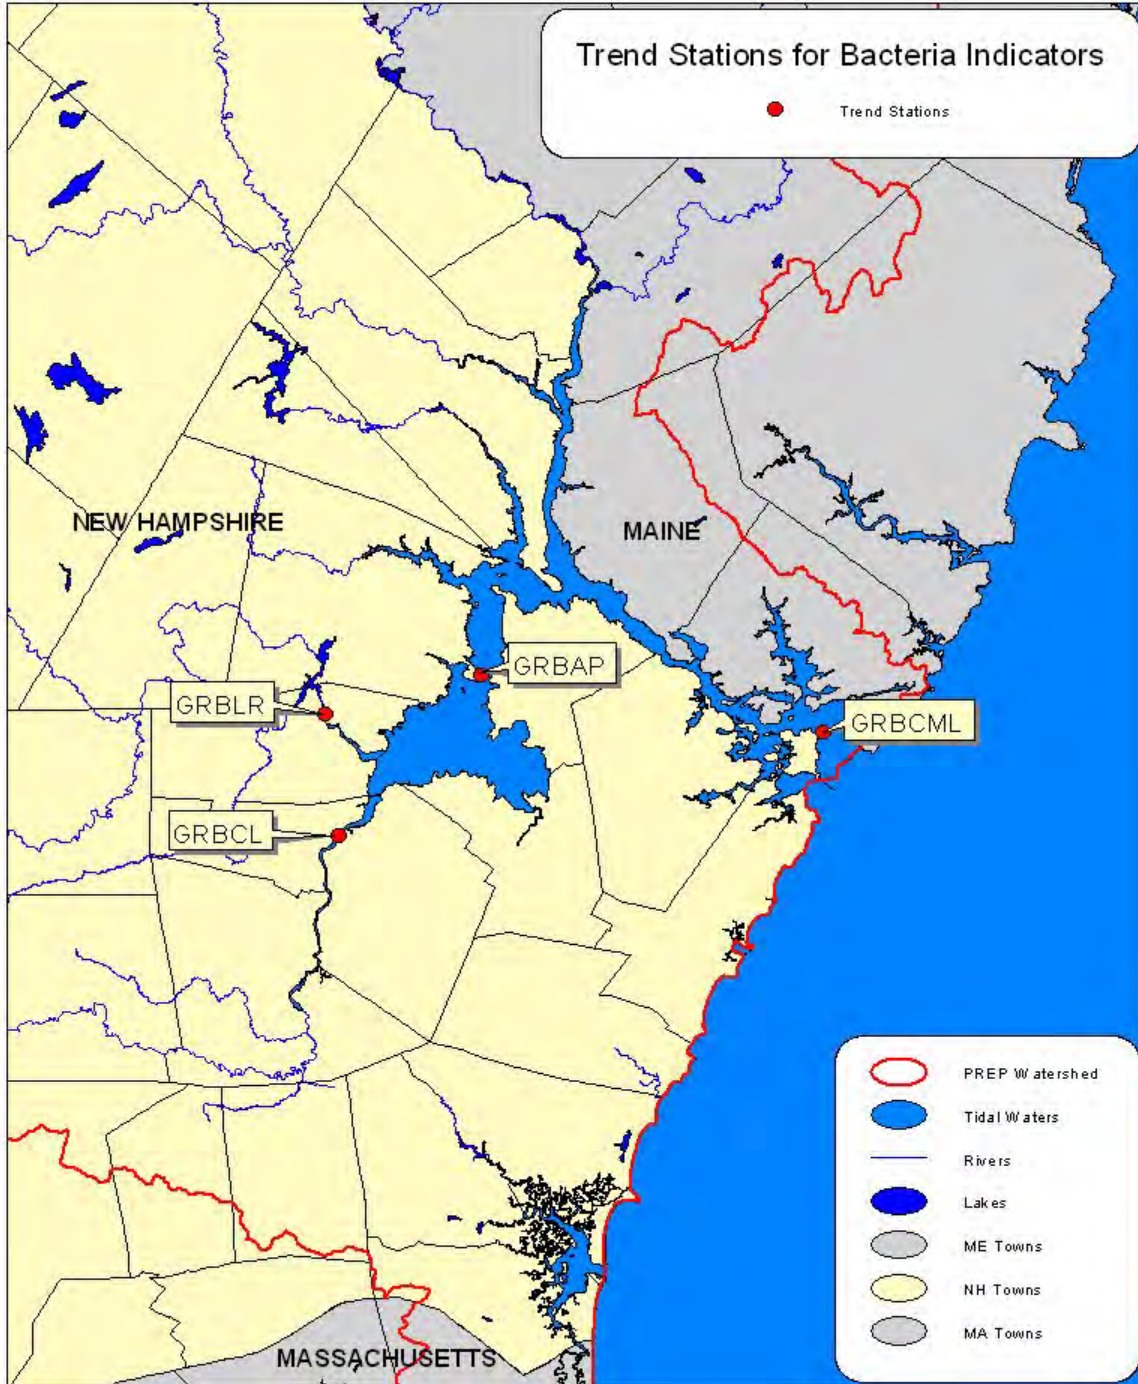 Trend Stations for Bacteria Indicators
Trend Stations
NEW HAMPSHIRE
MAINE
GRBAP
GRBLR
GRBCML
GRBCL
PREP Watershed
Tidal Waters
Rivers
Lakes
ME Towns
NH Towns
MA Towns
MASSACHUSETTS